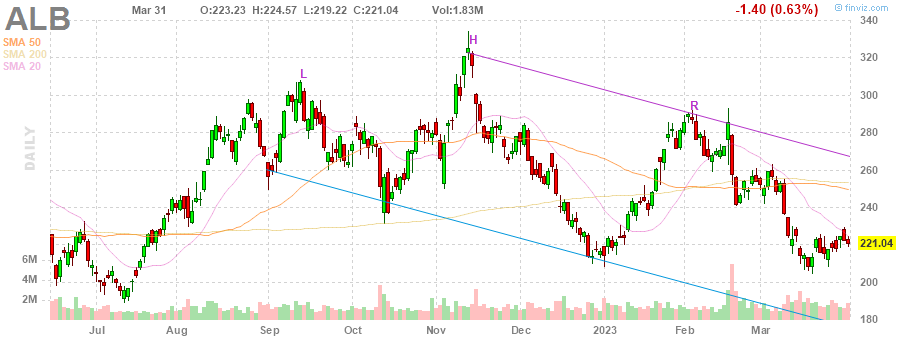 ALB Mar 31 O:223.23 H:224.57 L:219.22 C:221.04 Vol:1.83M -1.40 (0.63%) © finviz.com
SMA 50
SMA 200
SMA 20
DAILY
L
H
R
340
320
300
280
260
240
221.04
200
180
6M
4M
2M
Jul Aug Sep Oct Nov Dec 2023 Feb Mar